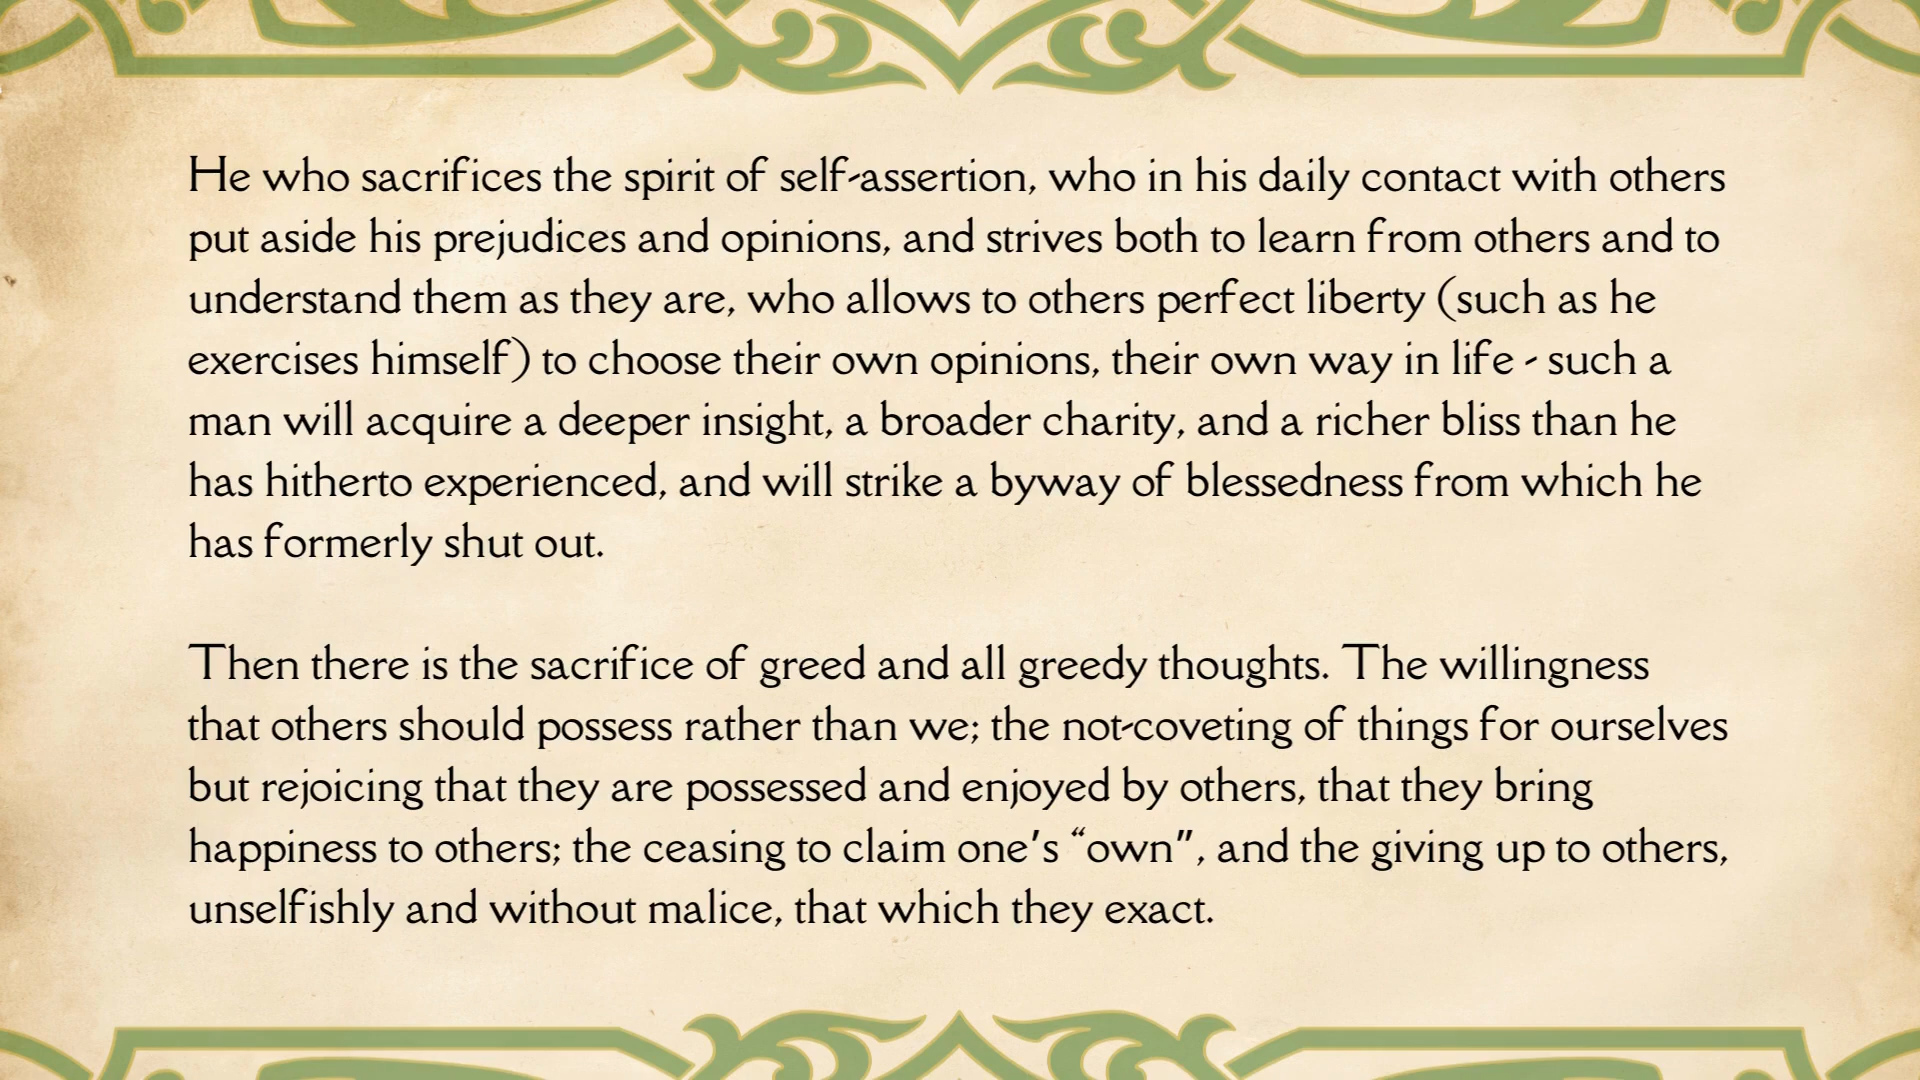 He who sacrifices the spirit of self-assertion, who in his daily contact with others
put aside his prejudices and opinions, and strives both to learn from others and to
understand them as they are, who allows to others perfect liberty (such as he
exercises himself) to choose their own opinions, their own way in life - such a
man will acquire a deeper insight, a broader charity, and a richer bliss than he
has hitherto experienced, and will strike a byway of blessedness from which he
has formerly shut out.
Then there is the sacrifice of greed and all greedy thoughts. The willingness
that others should possess rather than we; the not-coveting of things for ourselves
but rejoicing that they are possessed and enjoyed by others, that they bring
happiness to others; the ceasing to claim one's “own", and the giving up to others,
unselfishly and without malice, that which they exact.